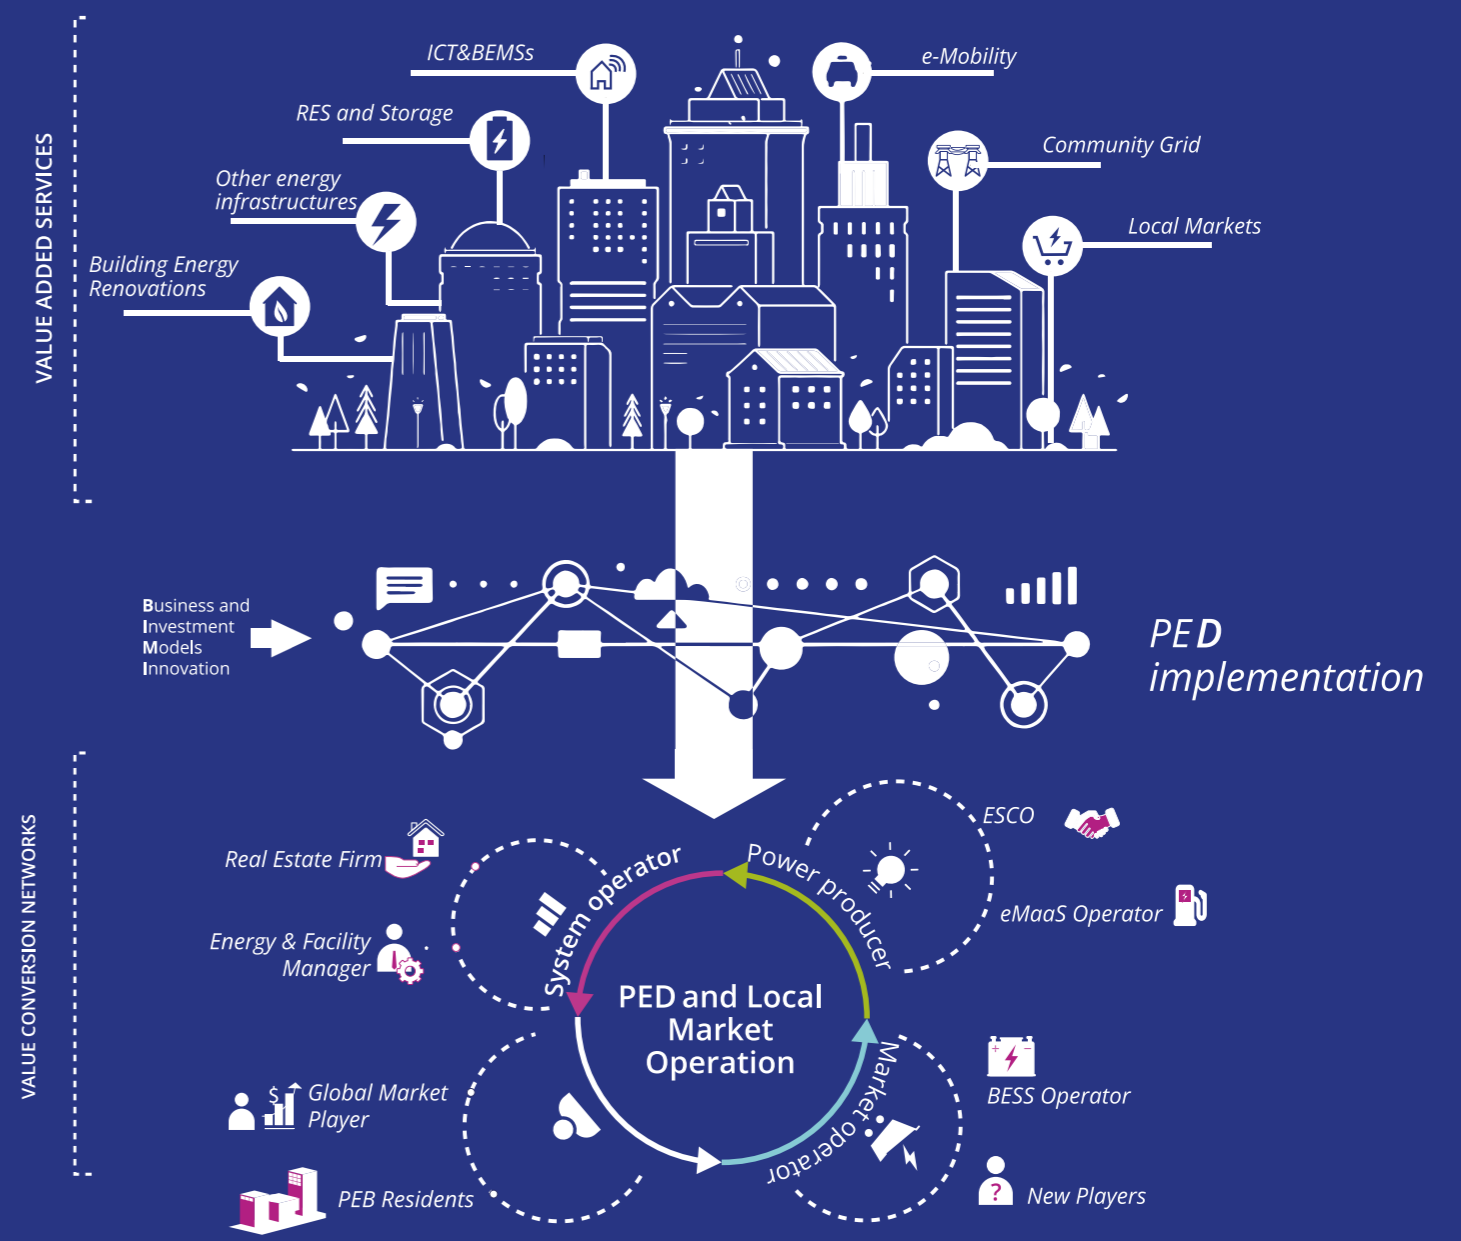 VALUE ADDED SERVICES
ICT&BEMSs
e-Mobility
RES and Storage
Community Grid
Other energy
infrastructures
Local Markets
Building Energy
Renovations
Business and
Investment
Models
Innovation
PED
implementation
VALUE CONVERSION NETWORKS
Real Estate Firm
Energy & Facility
Manager
System operator
Power producer
ESCO
eMaaS Operator
PED and Local
Market
Operation
$
Global Market
Player
PEB Residents
Market operator
+ −
BESS Operator
?
New Players